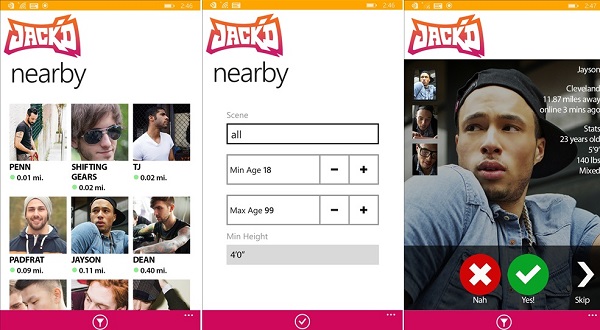 2:46
JACK'D
nearby
PENN
0.01 mi.
SHIFTING
GEARS
0.02 mi.
TJ
0.02 mi.
PADFRAT
0.09 mi.
JAYSON
0.11 mi.
DEAN
0.40 mi.
2:46
JACK'D
nearby
Scene
all
Min Age 18
Max Age 99
Min Height
4'0"
2:47
JACK'D
Jayson
Cleveland
11.87 miles away
online 3 mins ago
Stats
23 years old
5'9"
140 lbs
Mixed
Nah
Yes!
Skip